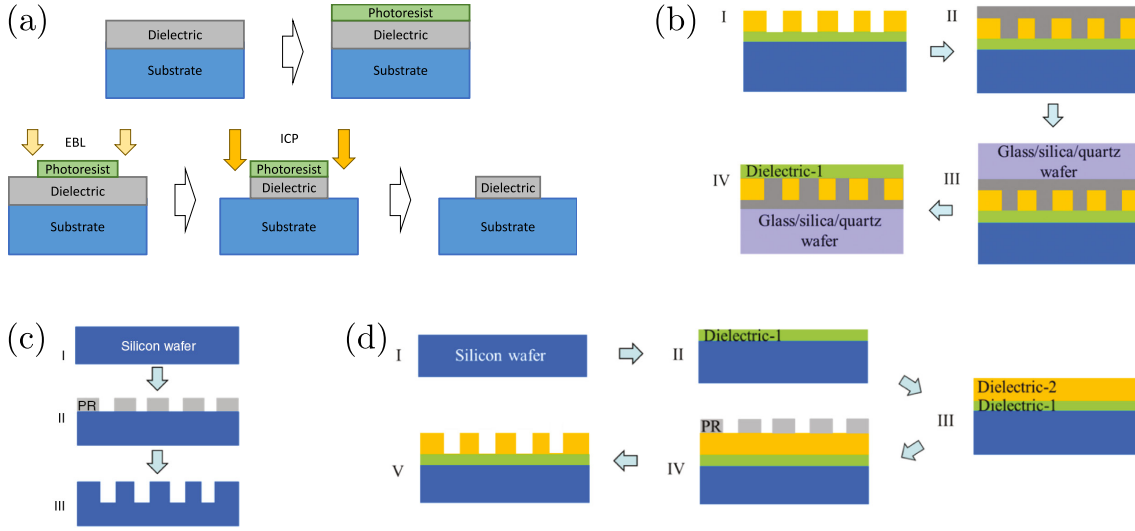 (a)
Dielectric
Substrate
Photoresist
Dielectric
Substrate
EBL
Photoresist
Dielectric
Substrate
ICP
Photoresist
Dielectric
Substrate
Dielectric
Substrate
(b)
I
II
III
Glass/silica/quartz
wafer
IV
Dielectric-1
Glass/silica/quartz
wafer
(c)
I
Silicon wafer
II
PR
III
(d)
I
Silicon wafer
II
Dielectric-1
III
Dielectric-2
Dielectric-1
IV
PR
V